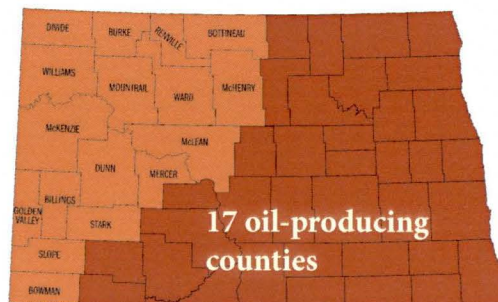 DIVIDE BURKE RENVILLE BOTTINEAU
WILLIAMS
MOUNTRAIL WARD McHENRY
McKENZIE
McLEAN
DUNN MERCER
GOLDEN VALLEY
BILLINGS
STARK
SLOPE
BOWMAN
17 oil-producing
counties